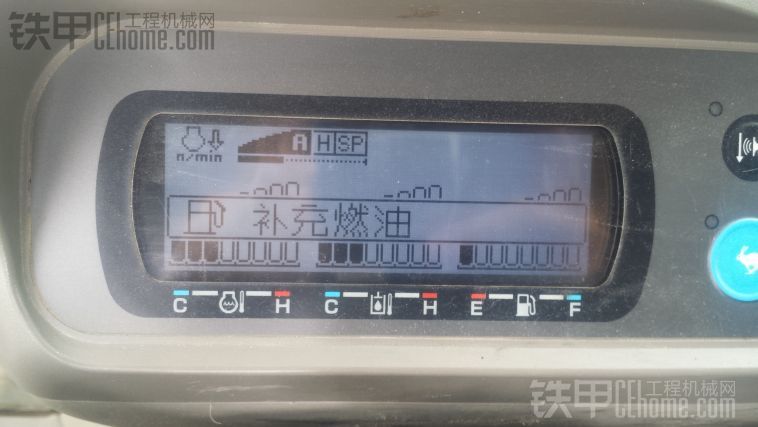 铁甲 工程机械网
CEhome.com
n/min A H SP
补充燃油
C H C H E F
铁甲 工程机械网
CEhome.com